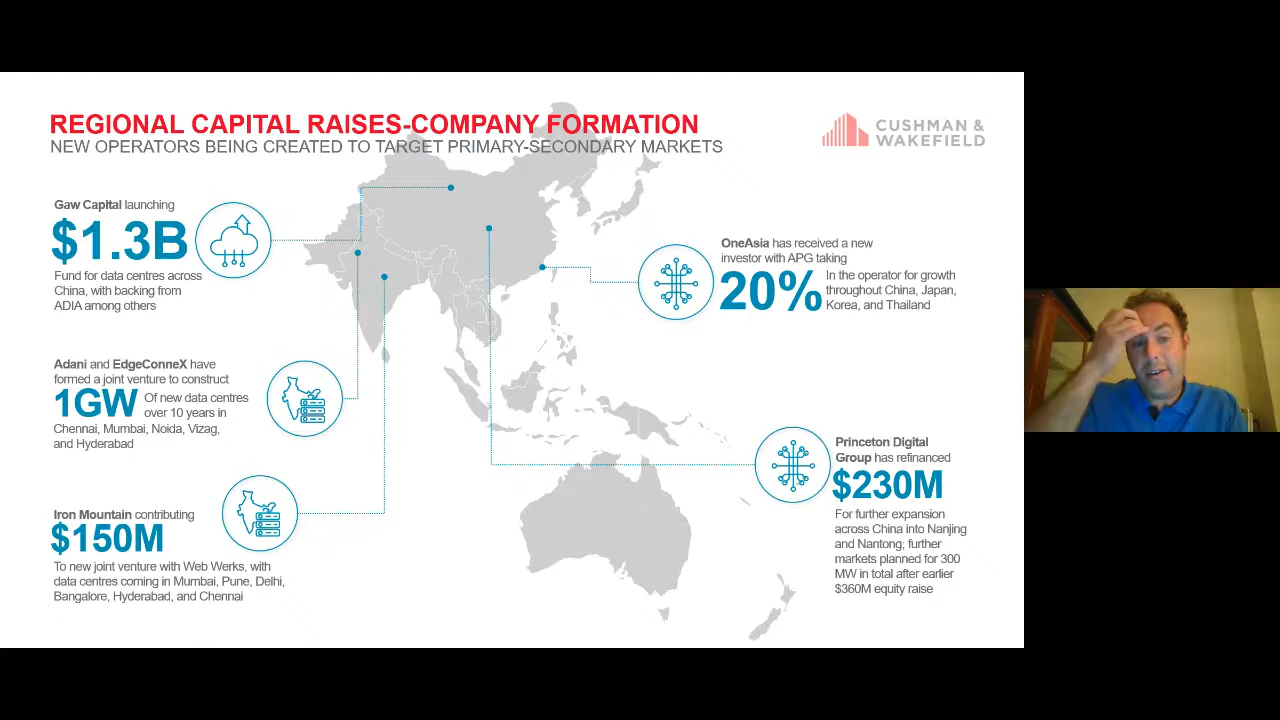 REGIONAL CAPITAL RAISES-COMPANY FORMATION
NEW OPERATORS BEING CREATED TO TARGET PRIMARY-SECONDARY MARKETS
CUSHMAN &
WAKEFIELD
Gaw Capital launching
$1.3B
Fund for data centres across
China, with backing from
ADIA among others
Adani and EdgeConneX have
formed a joint venture to construct
1GW
Of new data centres
over 10 years in
Chennai, Mumbai, Noida, Vizag,
and Hyderabad
Iron Mountain contributing
$150M
To new joint venture with Web Werks, with
data centres coming in Mumbai, Pune, Delhi,
Bangalore, Hyderabad, and Chennai
OneAsia has received a new
investor with APG taking
20%
In the operator for growth
throughout China, Japan,
Korea, and Thailand
Princeton Digital
Group has refinanced
$230M
For further expansion
across China into Nanjing
and Nantong; further
markets planned for 300
MW in total after earlier
$360M equity raise